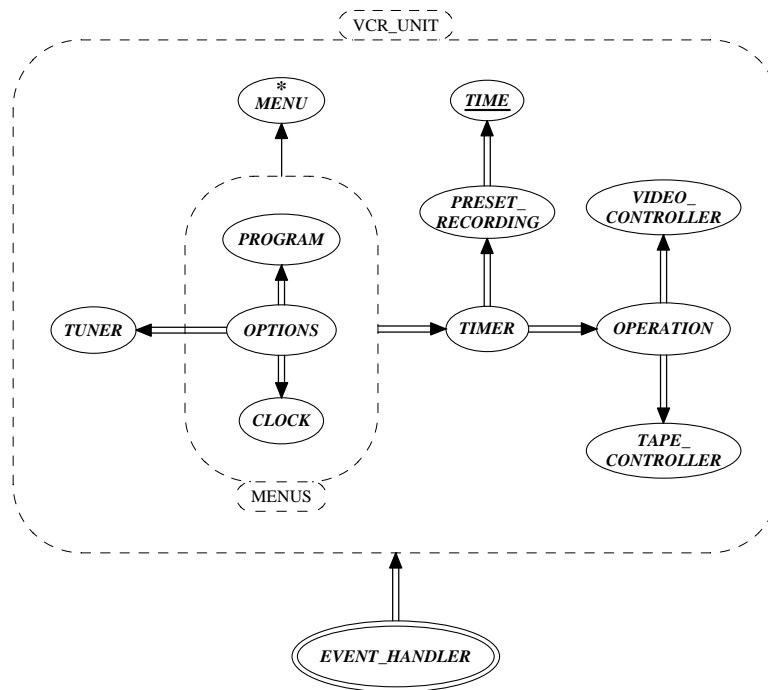 VCR_UNIT
*
MENU
TIME
PRESET_
RECORDING
VIDEO_
CONTROLLER
PROGRAM
TUNER
OPTIONS
TIMER
OPERATION
CLOCK
TAPE_
CONTROLLER
MENUS
EVENT_HANDLER